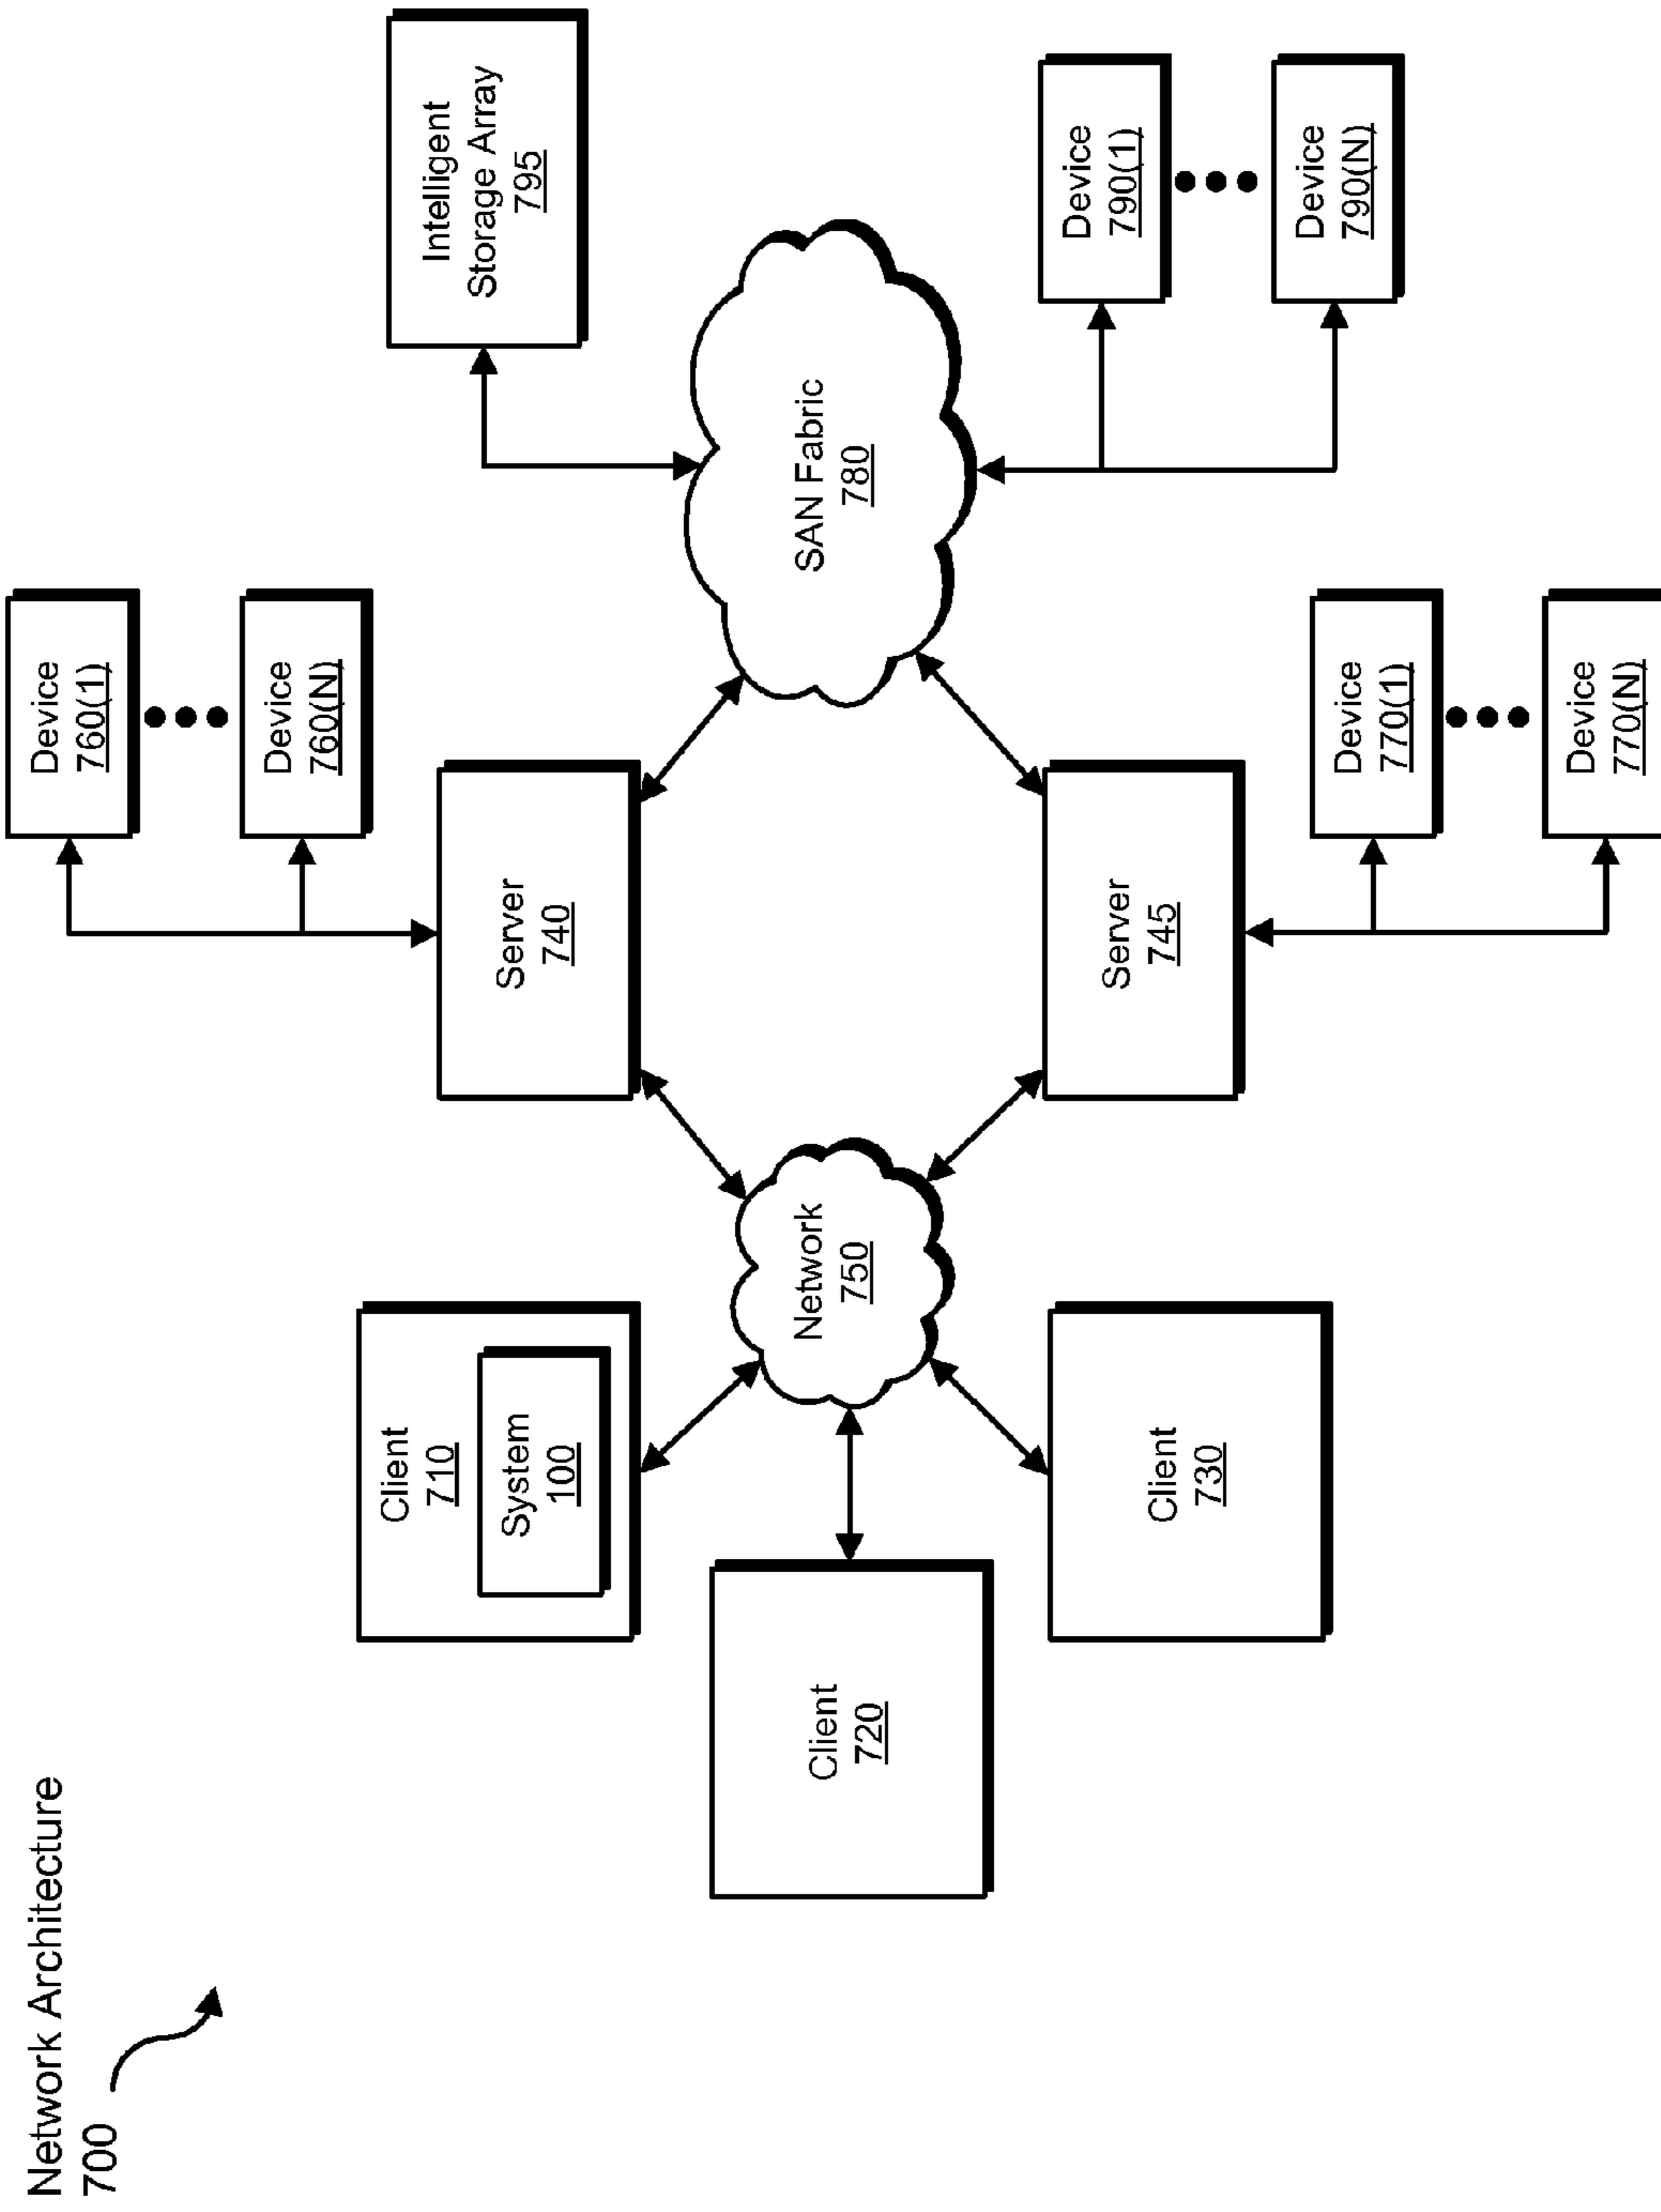 Network Architecture
700
Device
760(1)
Device
760(N)
Intelligent
Storage Array
795
Client
710
System
100
Server
740
Client
720
Network
750
SAN Fabric
780
Client
730
Server
745
Device
790(1)
Device
790(N)
Device
770(1)
Device
770(N)